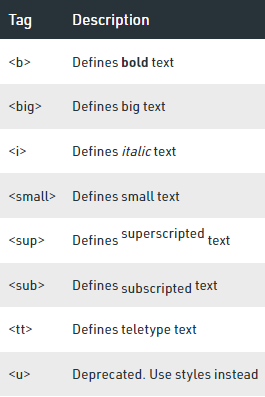 Tag Description
<b> Defines bold text
<big> Defines big text
<i> Defines italic text
<small> Defines small text
<sup> Defines superscripted text
<sub> Defines subscripted text
<tt> Defines teletype text
<u> Deprecated. Use styles instead